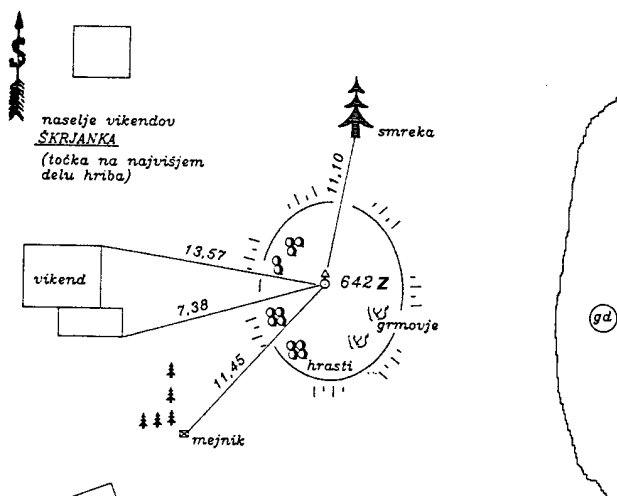 S
naselje vikendov
ŠKRJANKA
(točka na najvišjem
delu hriba)
smreka
11,10
13,57
vikend
7,38
642 Z
grmovje
gd
hrasti
11,45
mejnik